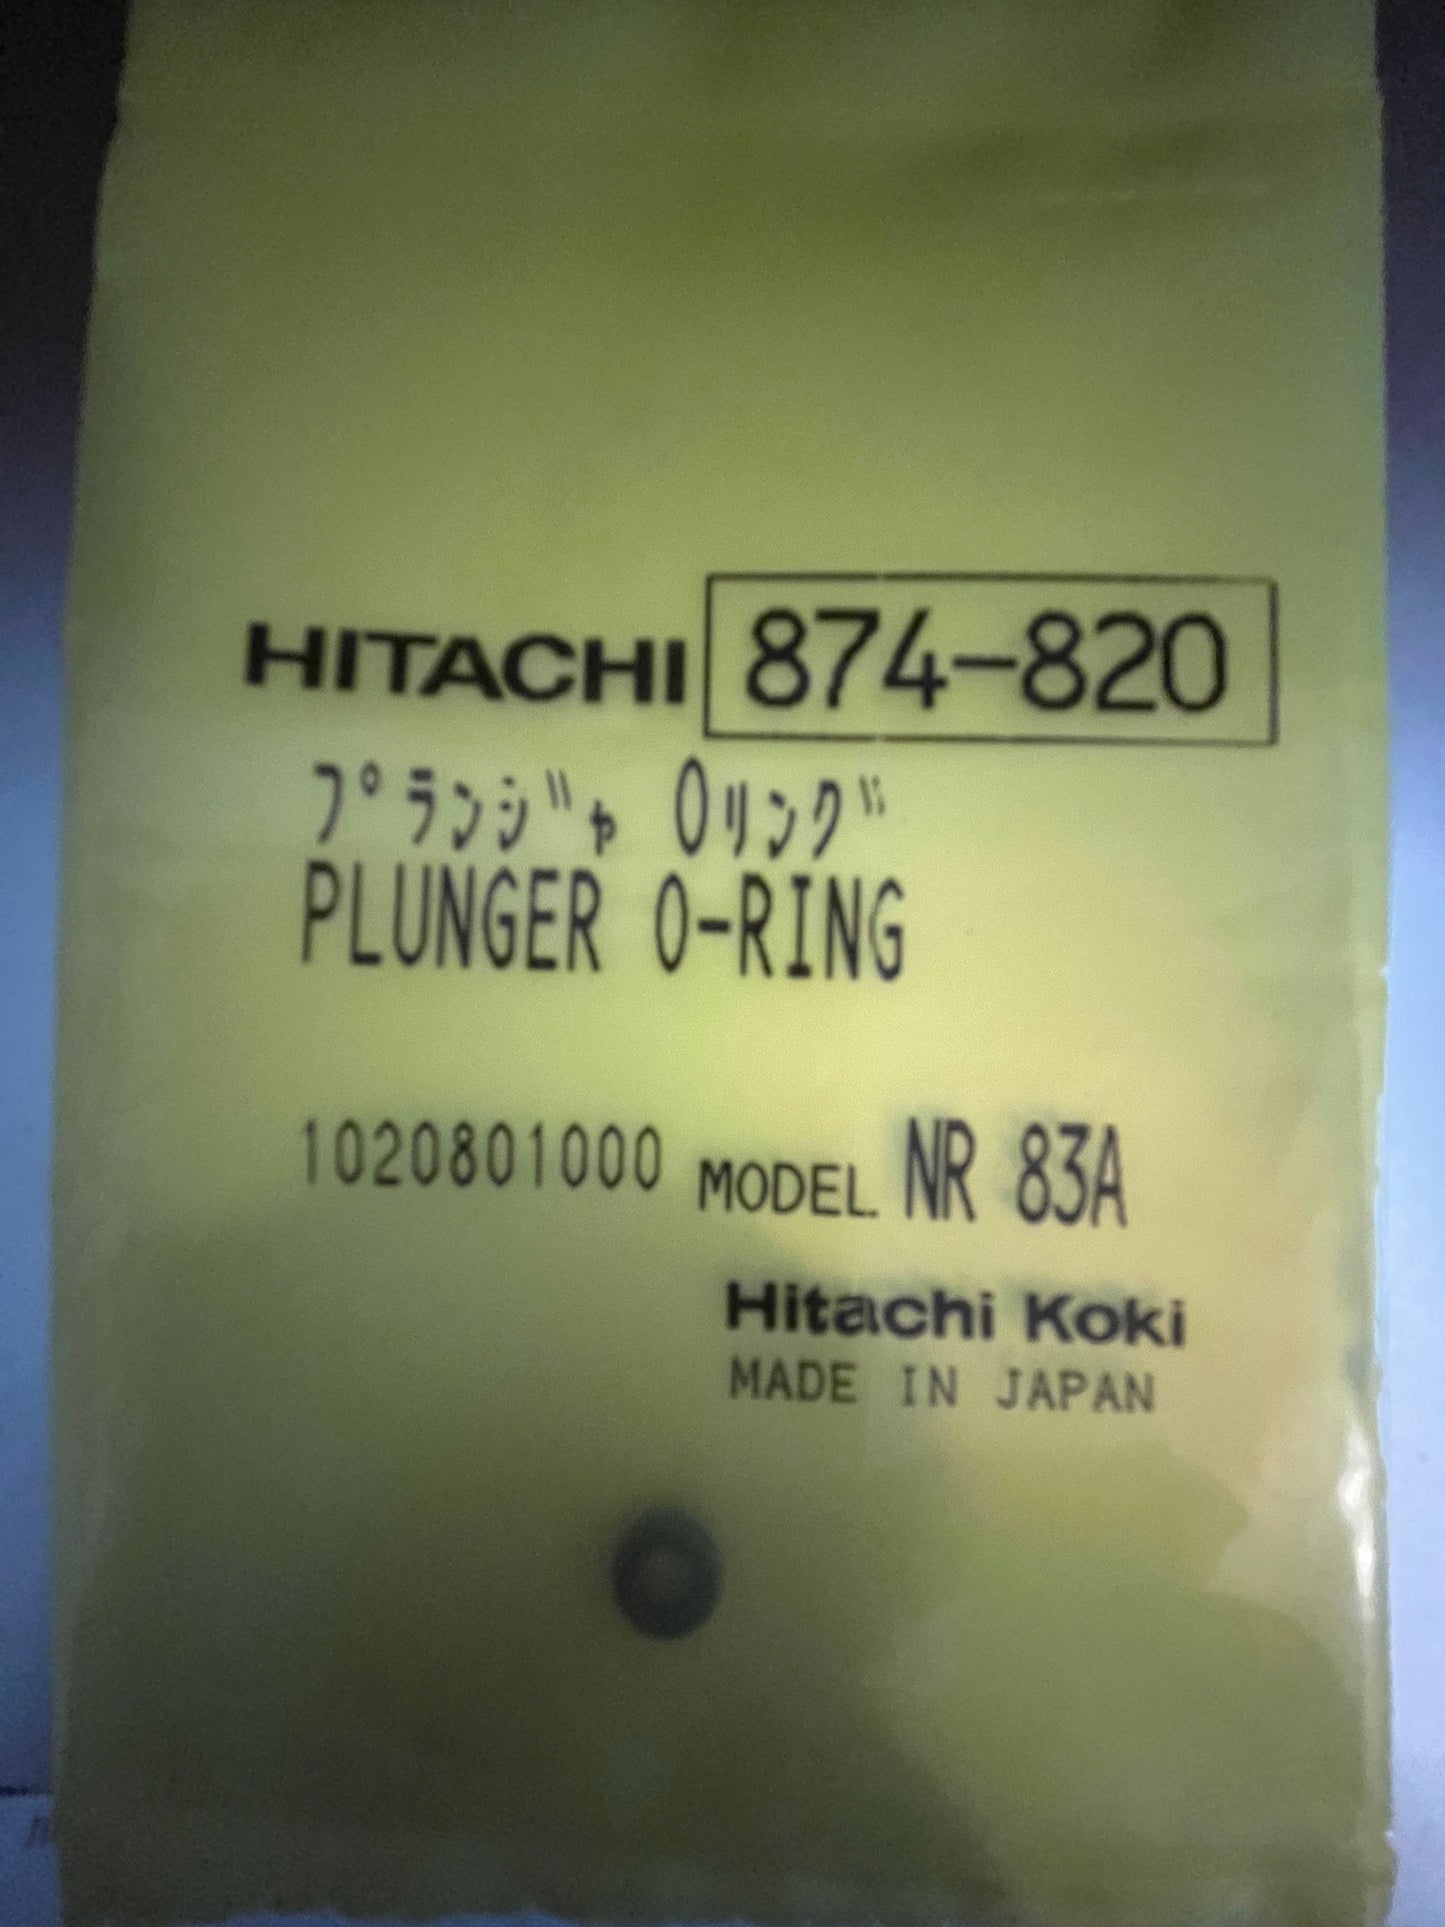 HITACHI 874-820
プランジャ Oリング
PLUNGER O-RING
1020801000 MODEL NR 83A
Hitachi Koki
MADE IN JAPAN